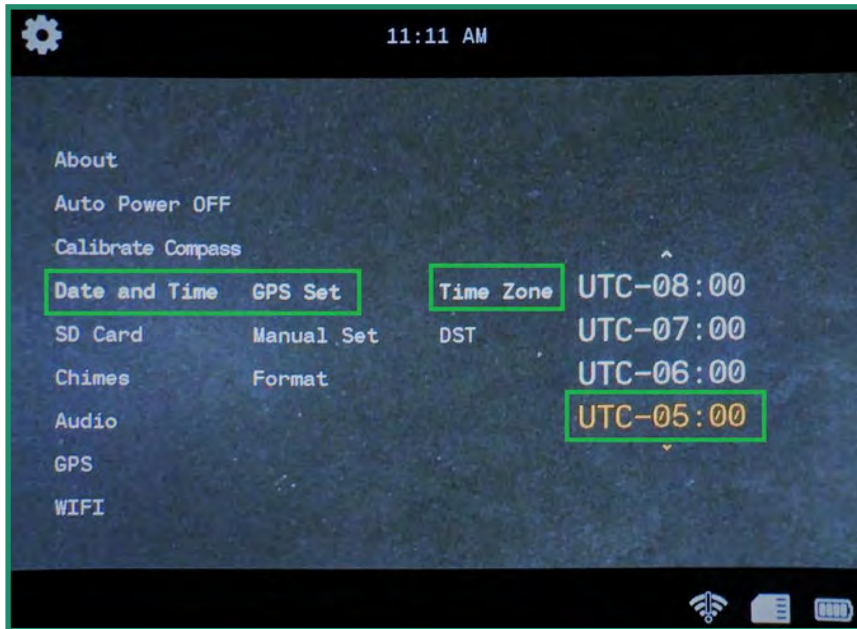 11:11 AM
About
Auto Power OFF
Calibrate Compass
Date and Time GPS Set Time Zone UTC-08:00
SD Card Manual Set DST UTC-07:00
Chimes Format UTC-06:00
Audio UTC-05:00
GPS
WIFI